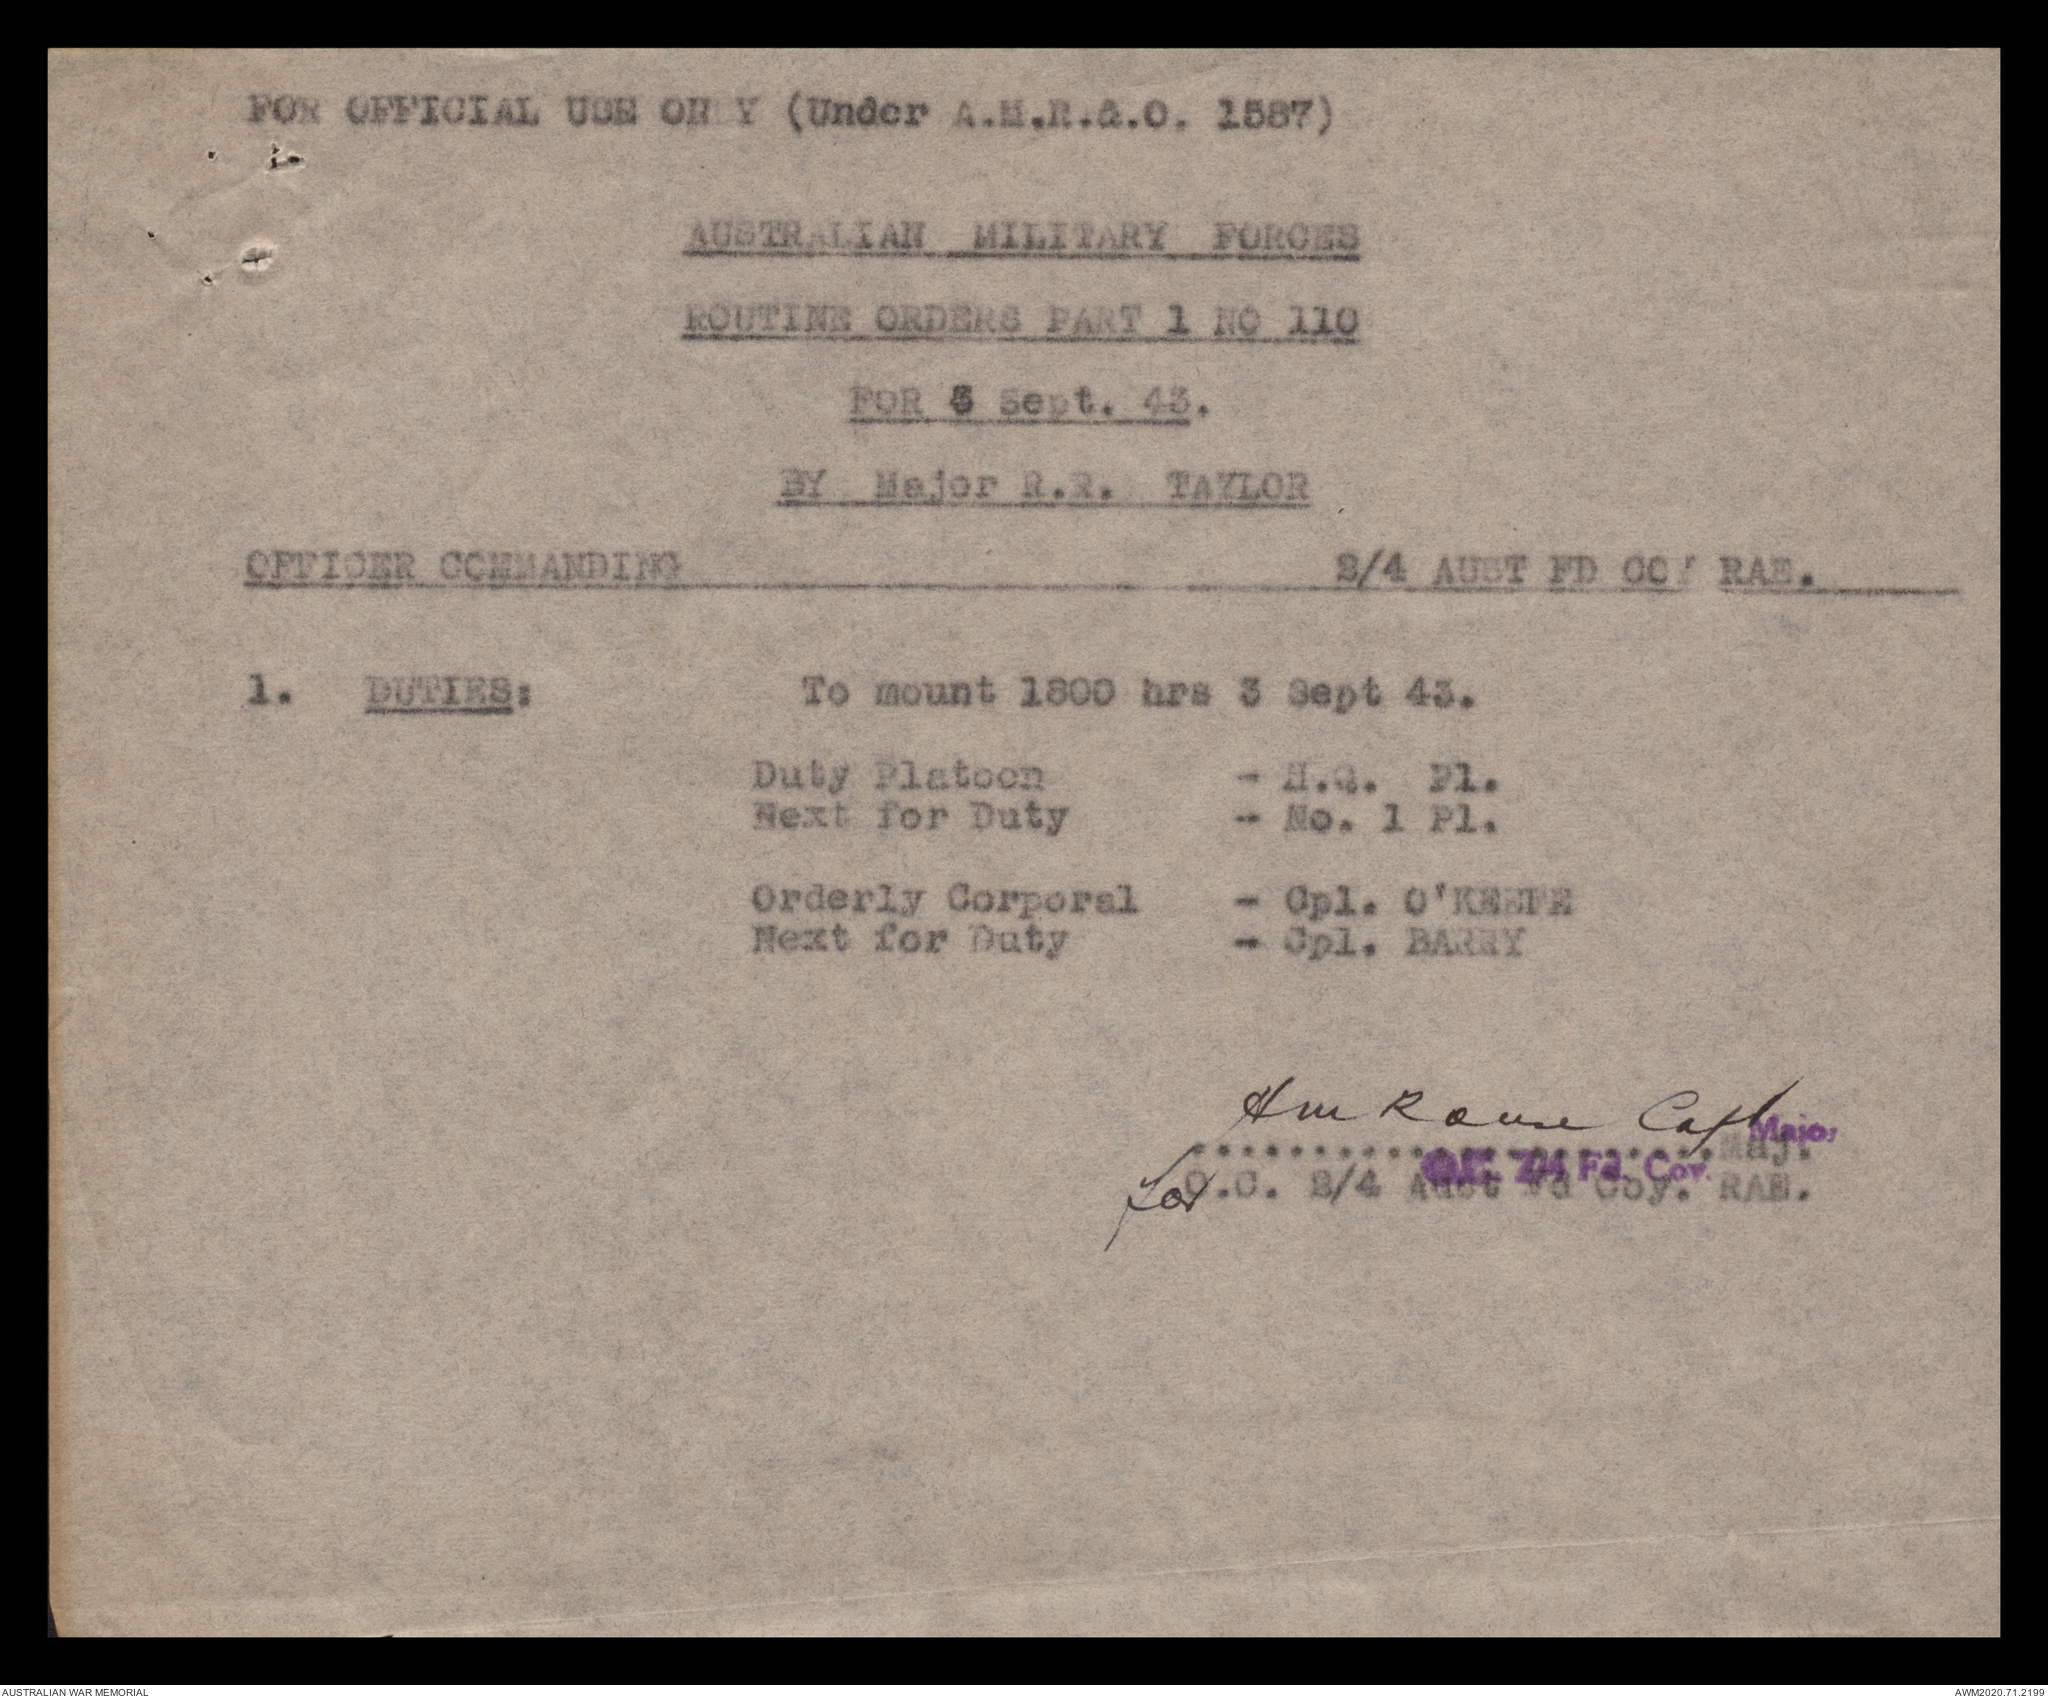 FOR OFFICIAL USE ONLY (Under A.M.R.&.O. 1587)
AUSTRALIAN MILITARY FORCES
ROUTINE ORDERS PART 1 NO 110
FOR 3 Sept. 43.
BY Major R.R. TAYLOR
OFFICER COMMANDING 2/4 AUST FD COY RAE.
1. DUTIES: To mount 1800 hrs 3 Sept 43.
Duty Platoon - H.Q. Pl.
Next for Duty - No. 1 Pl.
Orderly Corporal - Cpl. O'KEEFE
Next for Duty - Cpl. BARRY
Capt
Major
....................Maj.
O.C. 2/4 Fd. Coy.
for O.C. 2/4 Aust Fd Coy. RAE.
AUSTRALIAN WAR MEMORIAL
AWM2020.71.2199